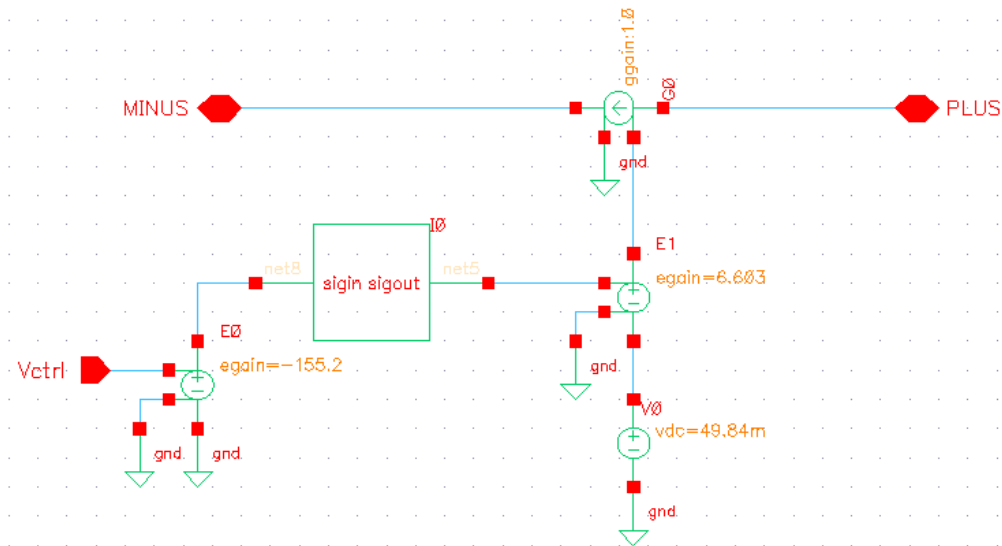 ggain:1.0
G0
MINUS
PLUS
gnd
I0
E1
net8
sigin sigout
net5
egain=6.603
E0
Vctrl
egain=-155.2
gnd
V0
vdc=49.84m
gnd
gnd
gnd